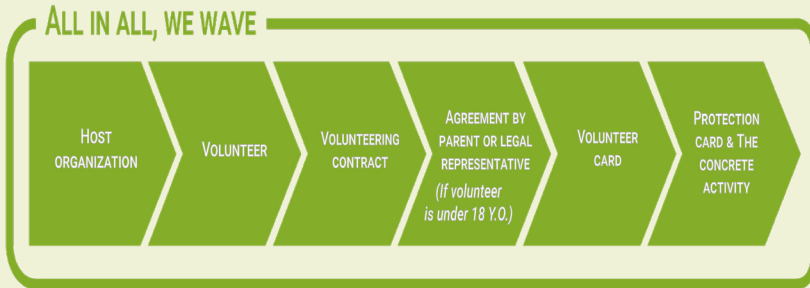 All in all, we wave
Host
organization
Volunteer
Volunteering
contract
Agreement by
parent or legal
representative
(If volunteer
is under 18 Y.O.)
Volunteer
card
Protection
card & The
concrete
activity